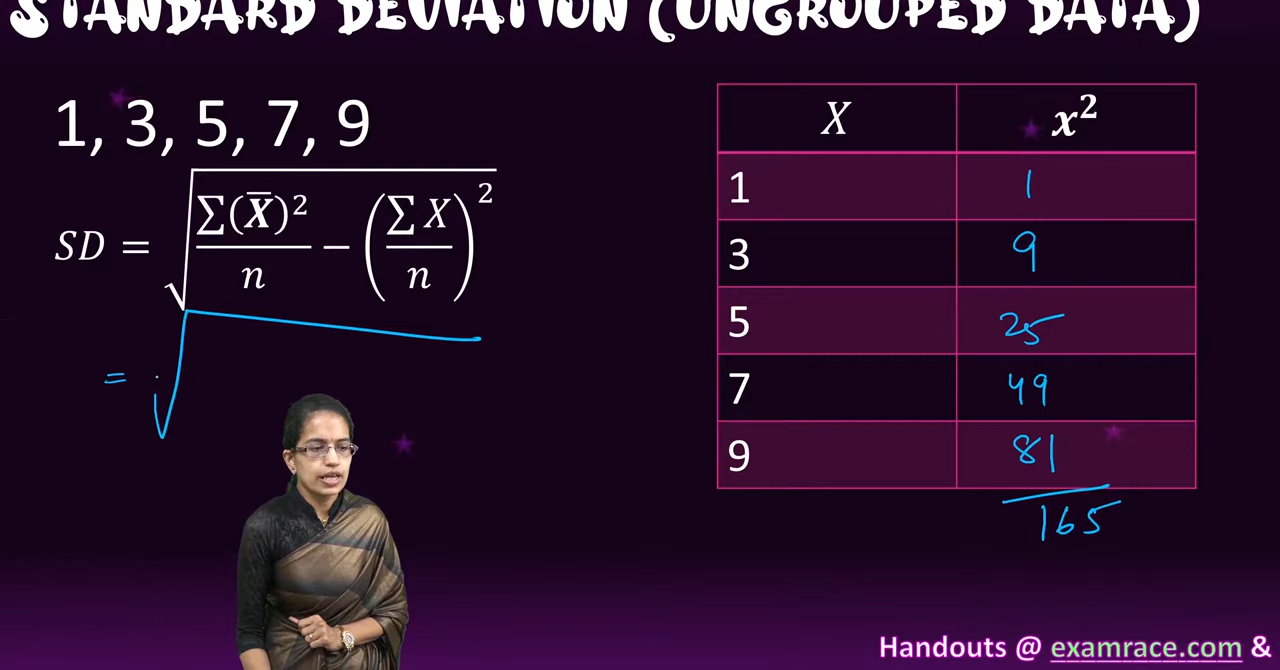 STANDARD DEVIATION (UNGROUPED DATA)
1, 3, 5, 7, 9
SD = √(∑(X̅)²/n − (∑X/n)²)
= √
X x²
1 1
3 9
5 25
7 49
9 81
165
Handouts @ examrace.com &